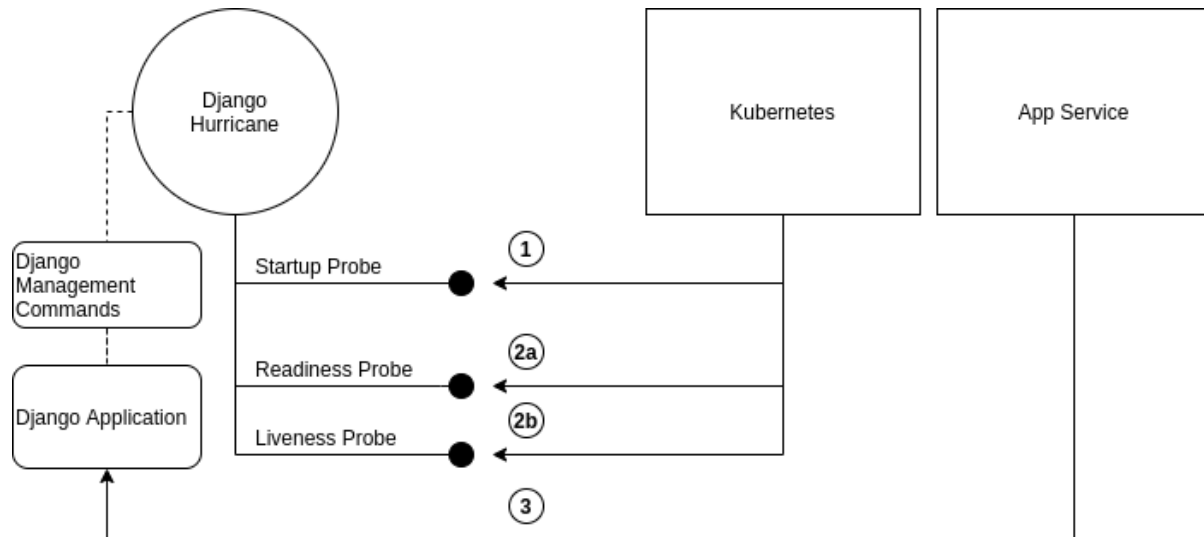 Django
Hurricane
Kubernetes
App Service
Django
Management
Commands
Startup Probe
1
Readiness Probe
2a
Django Application
Liveness Probe
2b
3